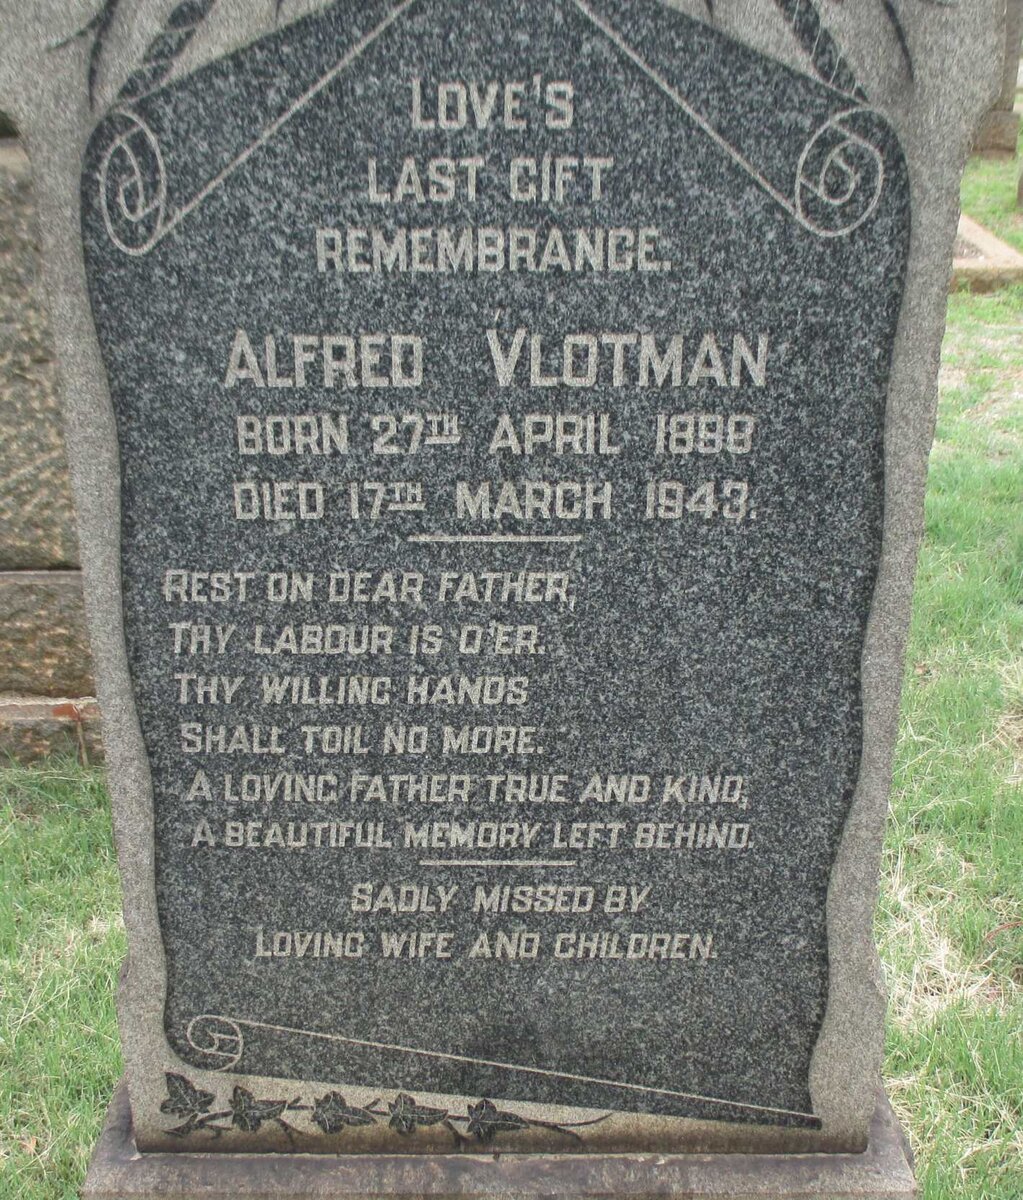 LOVE'S
LAST GIFT
REMEMBRANCE.
ALFRED VLOTMAN
BORN 27TH APRIL 1898
DIED 17TH MARCH 1943.
REST ON DEAR FATHER,
THY LABOUR IS O'ER.
THY WILLING HANDS
SHALL TOIL NO MORE.
A LOVING FATHER TRUE AND KIND,
A BEAUTIFUL MEMORY LEFT BEHIND.
SADLY MISSED BY
LOVING WIFE AND CHILDREN.